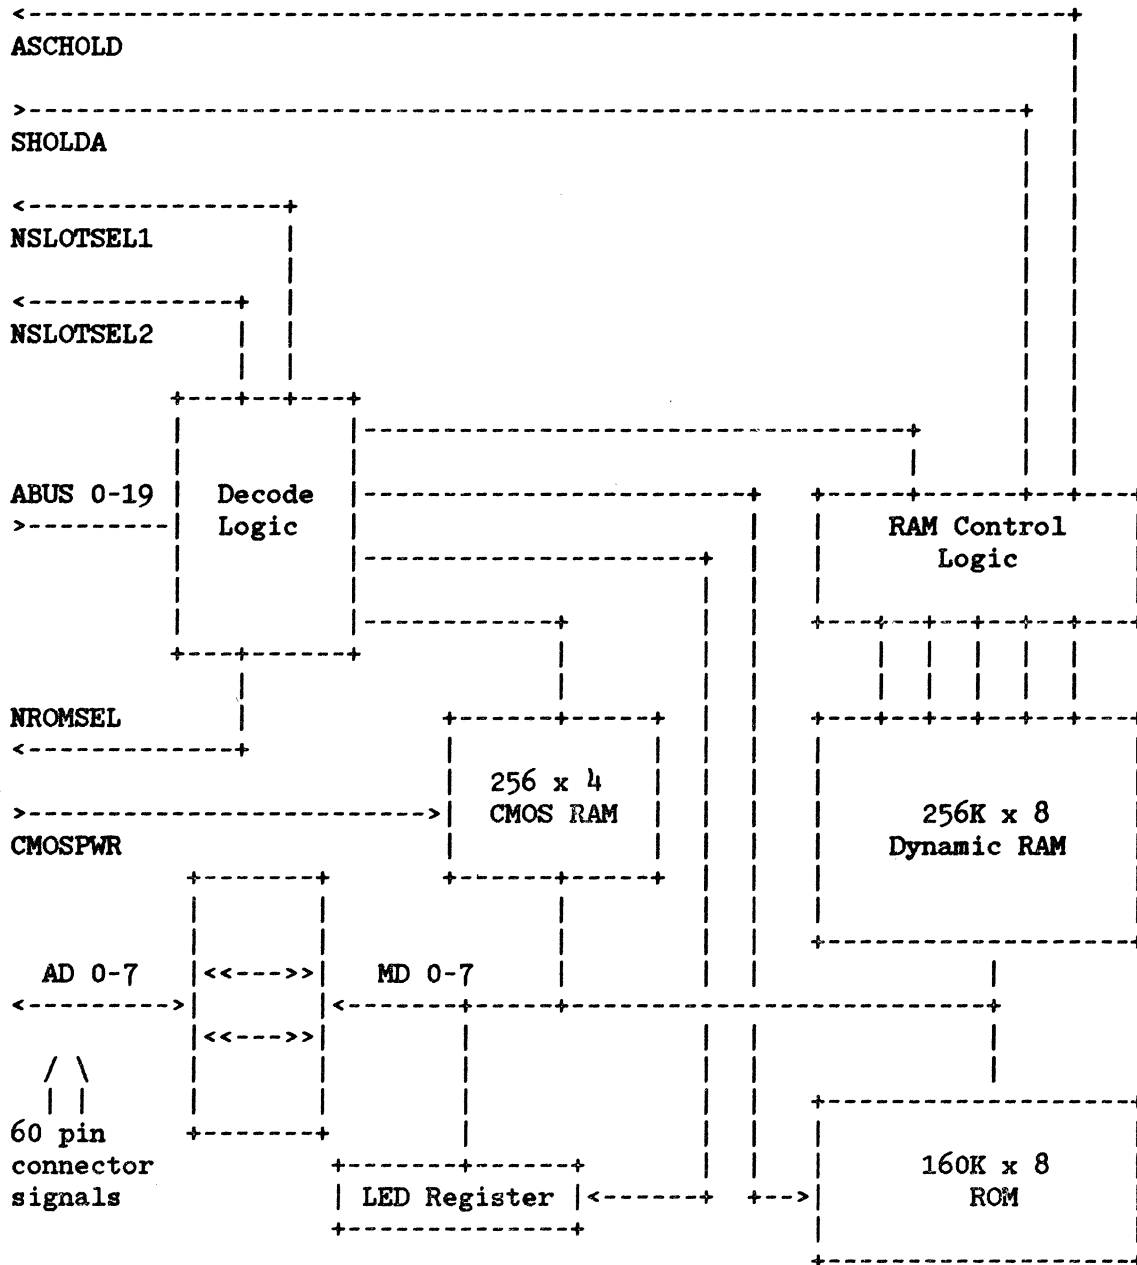 ASCHOLD
SHOLDA
NSLOTSEL1
NSLOTSEL2
ABUS 0-19
Decode
Logic
RAM Control
Logic
NROMSEL
256 x 4
CMOS RAM
CMOSPWR
256K x 8
Dynamic RAM
AD 0-7
MD 0-7
60 pin
connector
signals
LED Register
160K x 8
ROM